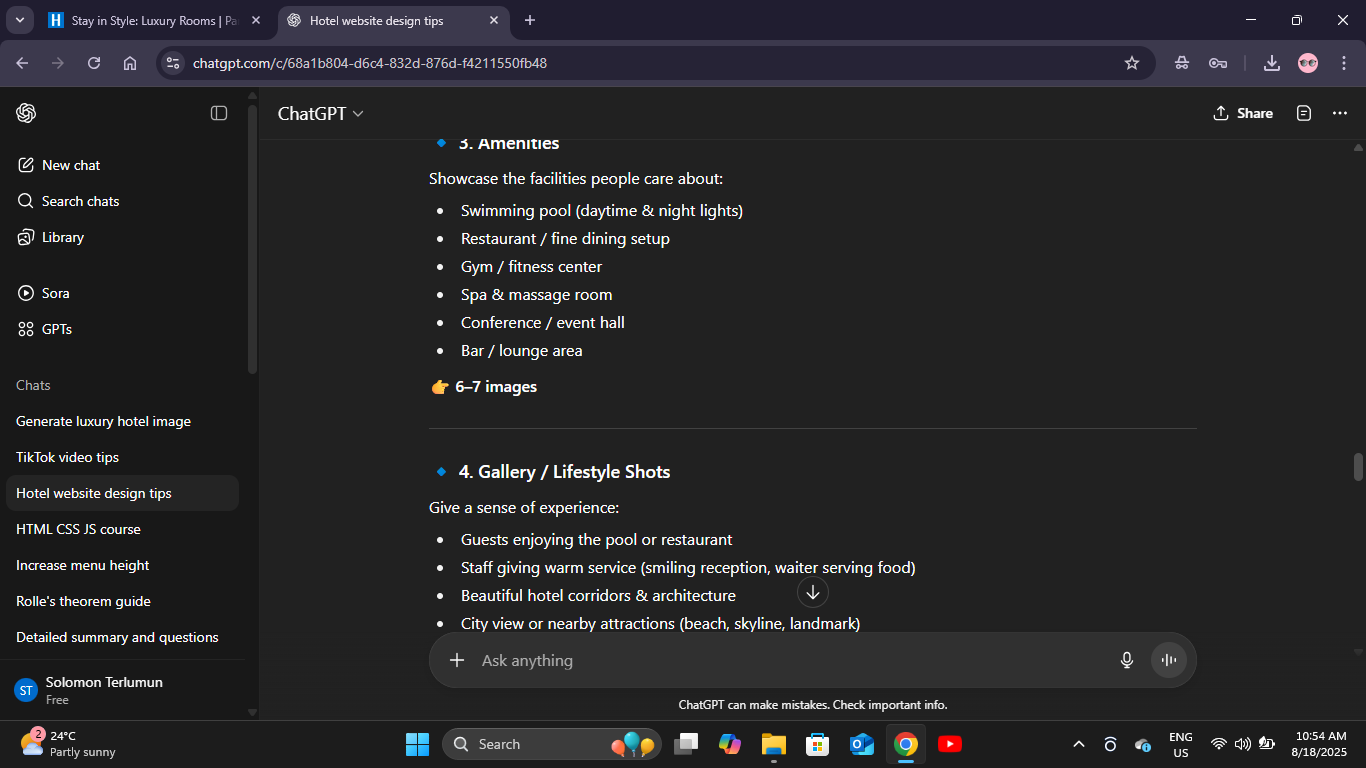 Stay in Style: Luxury Rooms | Pa
Hotel website design tips
chatgpt.com/c/68a1b804-d6c4-832d-876d-f4211550fb48
ChatGPT
Share
New chat
Search chats
Library
Sora
GPTs
Chats
Generate luxury hotel image
TikTok video tips
Hotel website design tips
HTML CSS JS course
Increase menu height
Rolle's theorem guide
Detailed summary and questions
ST
Solomon Terlumun
Free
3. Amenities
Showcase the facilities people care about:
• Swimming pool (daytime & night lights)
• Restaurant / fine dining setup
• Gym / fitness center
• Spa & massage room
• Conference / event hall
• Bar / lounge area
👉 6–7 images
4. Gallery / Lifestyle Shots
Give a sense of experience:
• Guests enjoying the pool or restaurant
• Staff giving warm service (smiling reception, waiter serving food)
• Beautiful hotel corridors & architecture
• City view or nearby attractions (beach, skyline, landmark)
Ask anything
ChatGPT can make mistakes. Check important info.
2
24°C
Partly sunny
Search
ENG
US
10:54 AM
8/18/2025